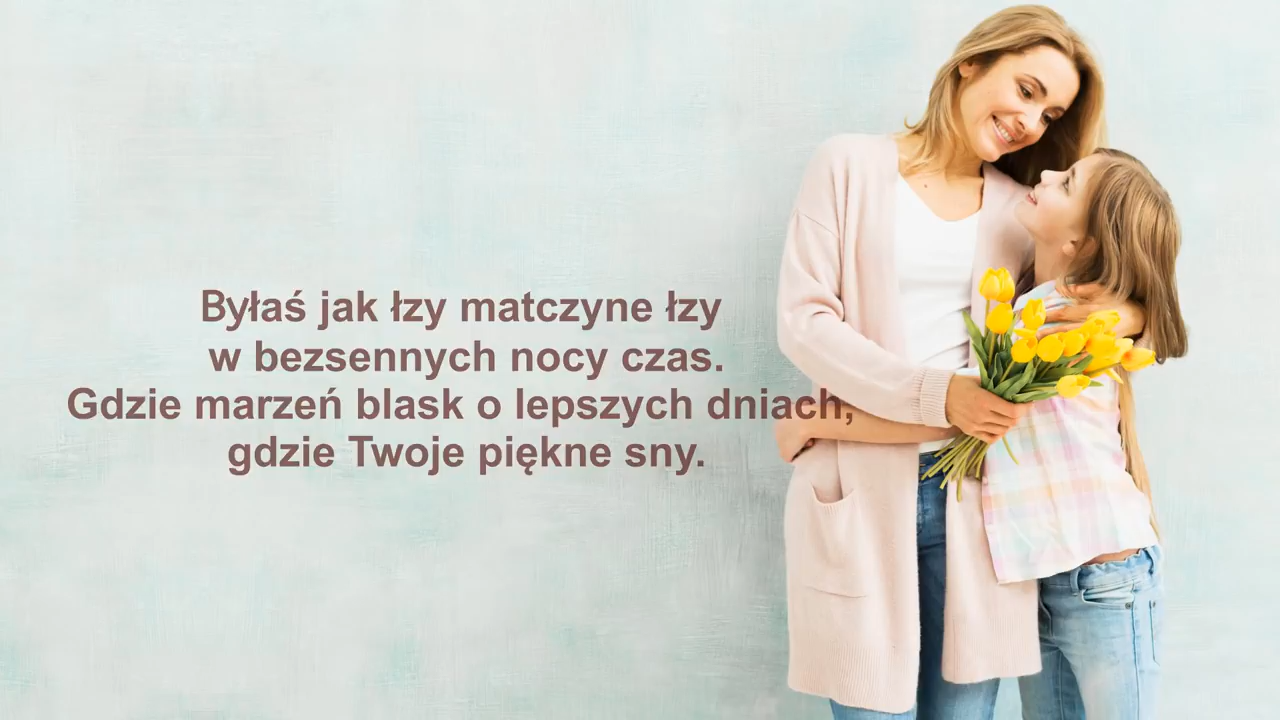 Byłaś jak łzy matczyne łzy
w bezsennych nocy czas.
Gdzie marzeń blask o lepszych dniach,
gdzie Twoje piękne sny.